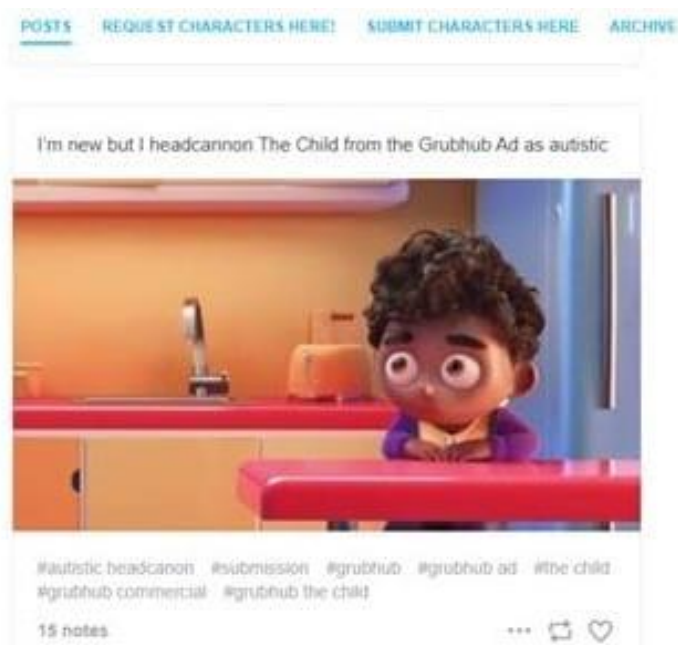 POSTS REQUEST CHARACTERS HERE! SUBMIT CHARACTERS HERE ARCHIVE
I'm new but I headcannon The Child from the Grubhub Ad as autistic
#autistic headcanon #submission #grubhub #grubhub ad #the child
#grubhub commercial #grubhub the child
15 notes